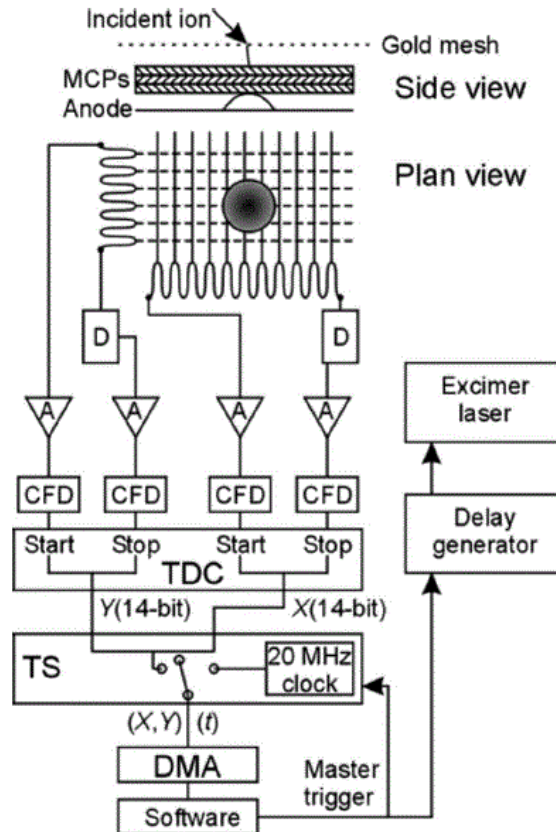 Incident ion
Gold mesh
MCPs
Side view
Anode
Plan view
D
D
A A A A
Excimer
laser
CFD CFD CFD CFD
Start Stop Start Stop
TDC
Delay
generator
Y(14-bit) X(14-bit)
TS
20 MHz
clock
(X,Y) (t)
DMA
Master
trigger
Software